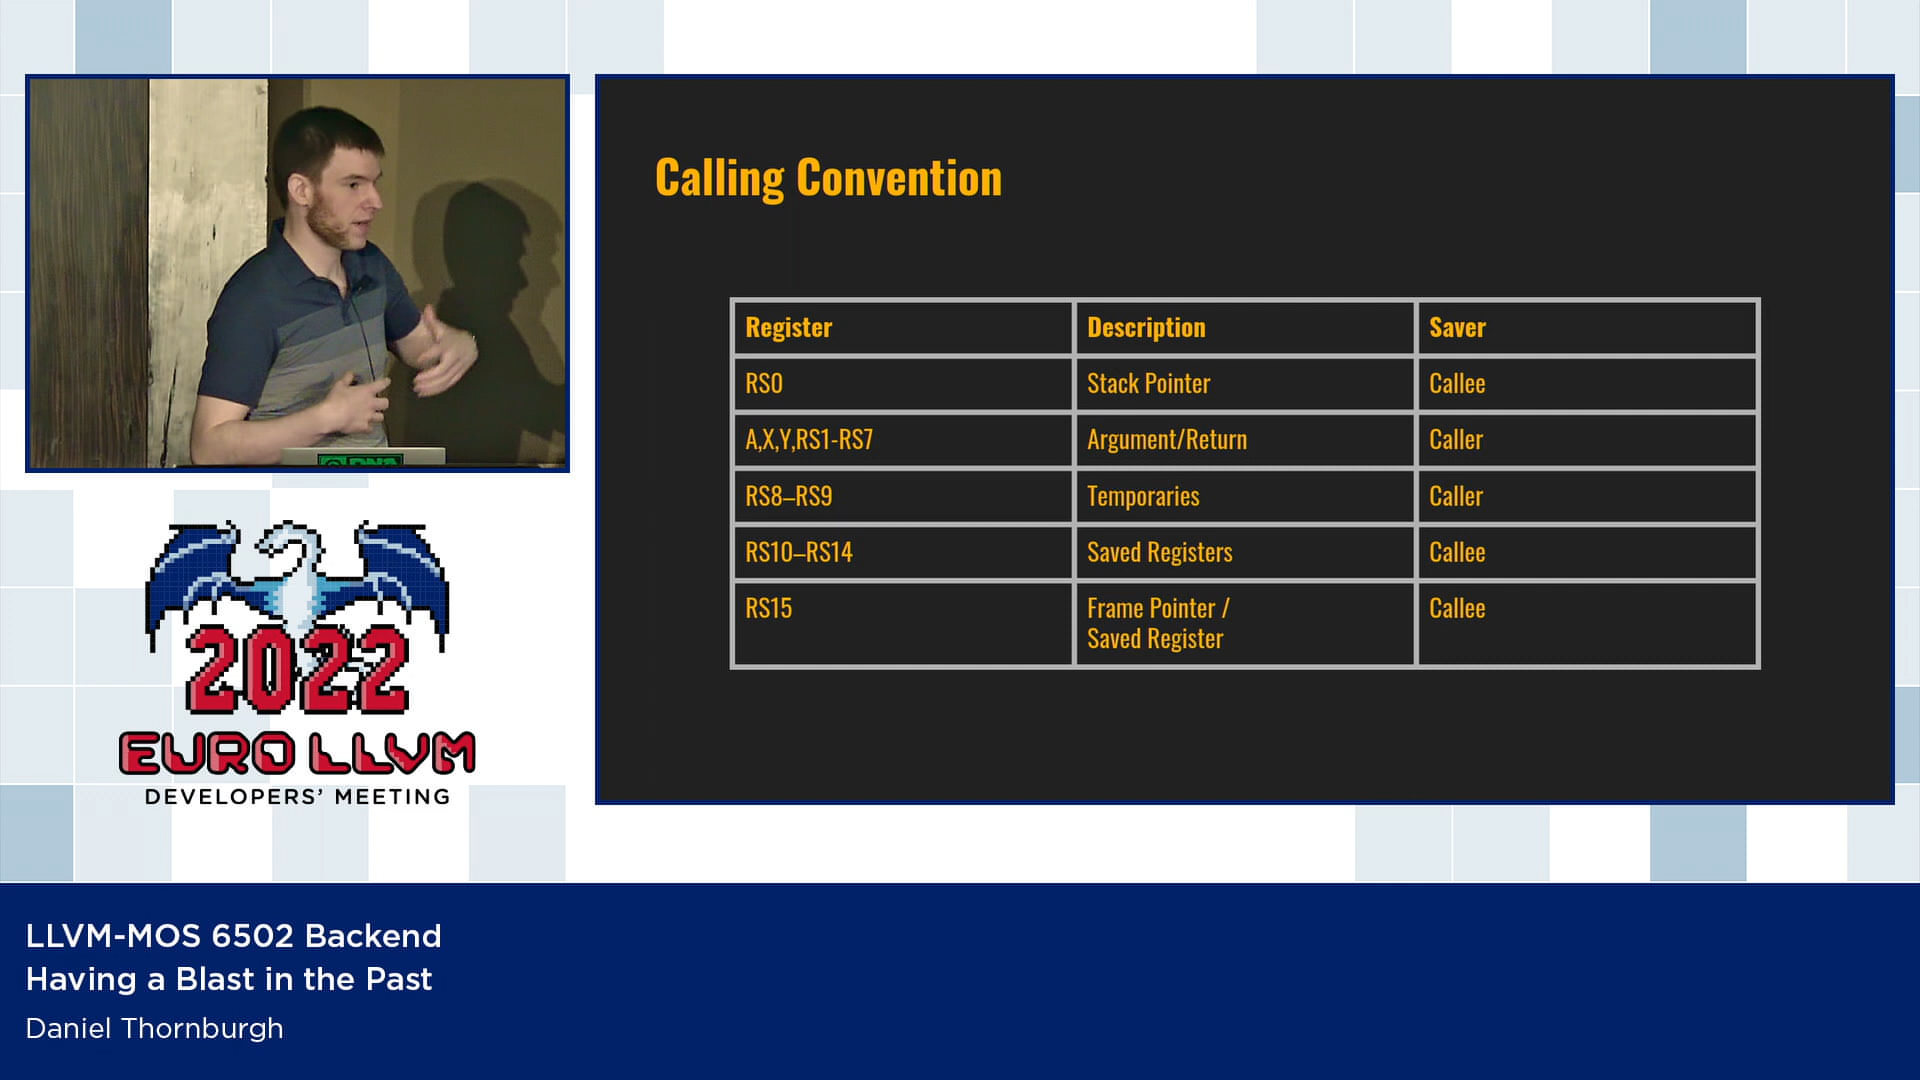 Calling Convention
Register Description Saver
RS0 Stack Pointer Callee
A,X,Y,RS1-RS7 Argument/Return Caller
RS8–RS9 Temporaries Caller
RS10–RS14 Saved Registers Callee
RS15 Frame Pointer / Callee
Saved Register
2022
EURO LLVM
DEVELOPERS’ MEETING
LLVM-MOS 6502 Backend
Having a Blast in the Past
Daniel Thornburgh